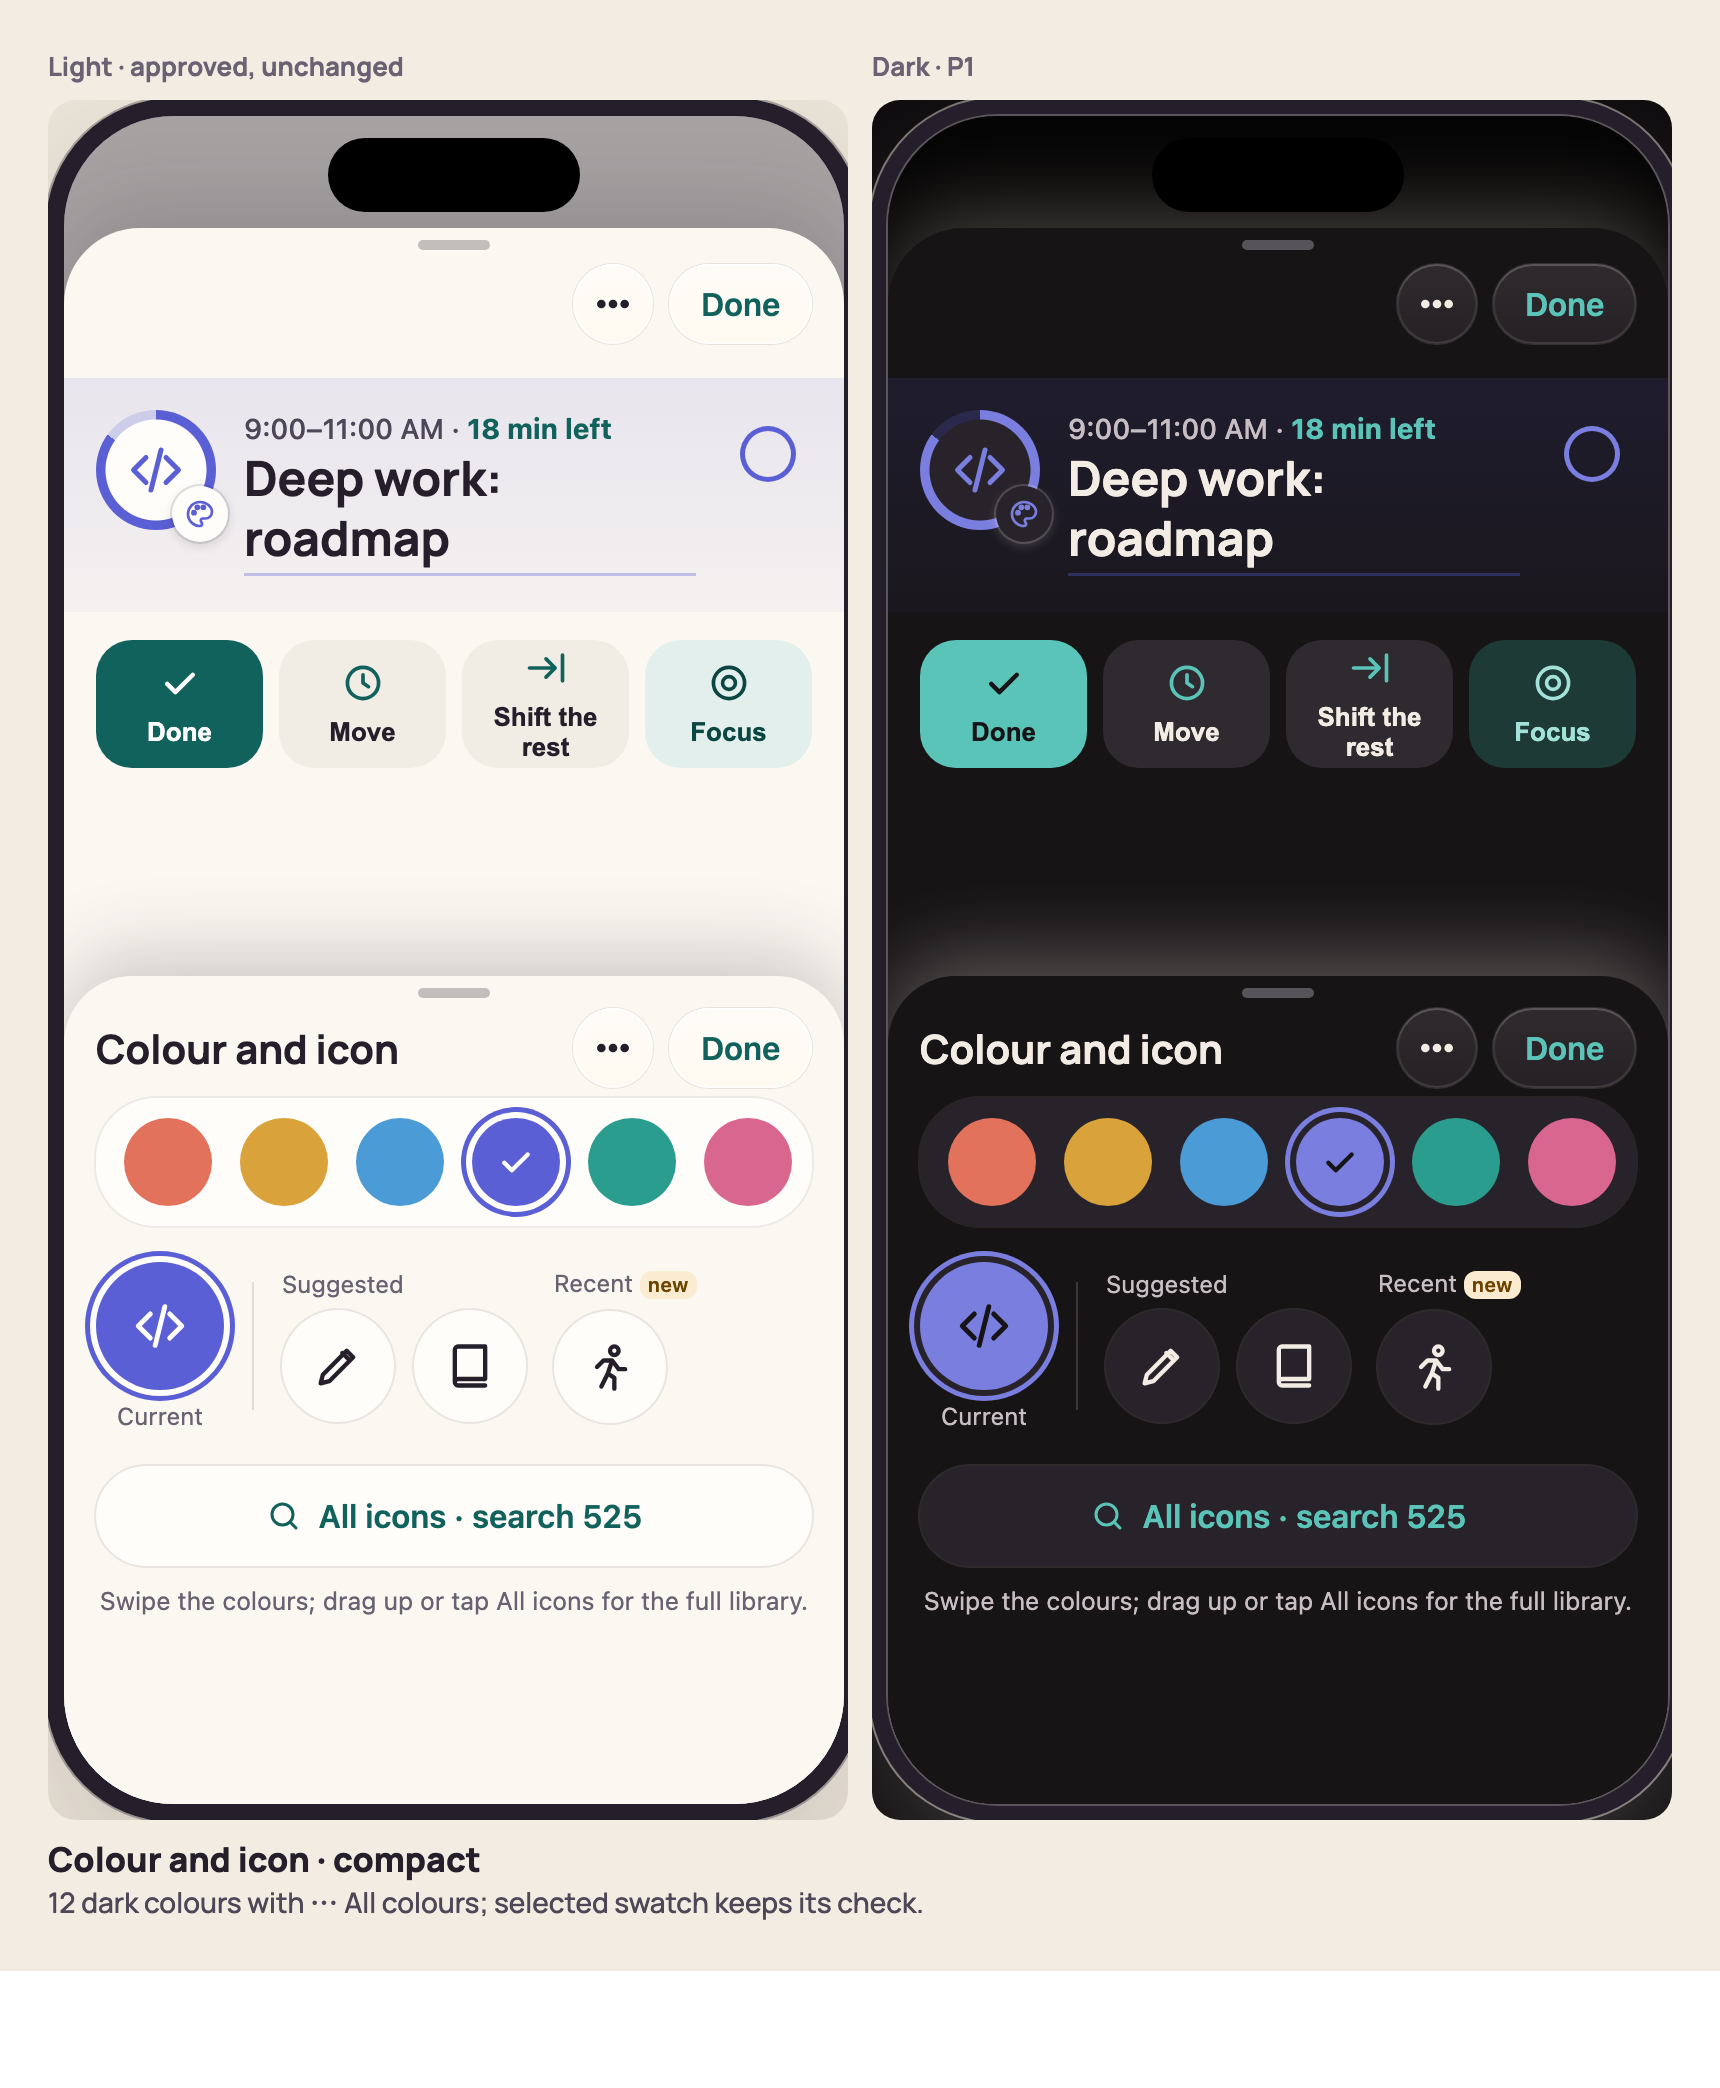 Light · approved, unchanged
Dark · P1
Done
9:00–11:00 AM · 18 min left
Deep work:
roadmap
Done
Move
Shift the
rest
Focus
Colour and icon
Done
Suggested
Recent new
Current
All icons · search 525
Swipe the colours; drag up or tap All icons for the full library.
Done
9:00–11:00 AM · 18 min left
Deep work:
roadmap
Done
Move
Shift the
rest
Focus
Colour and icon
Done
Suggested
Recent new
Current
All icons · search 525
Swipe the colours; drag up or tap All icons for the full library.
Colour and icon · compact
12 dark colours with ··· All colours; selected swatch keeps its check.